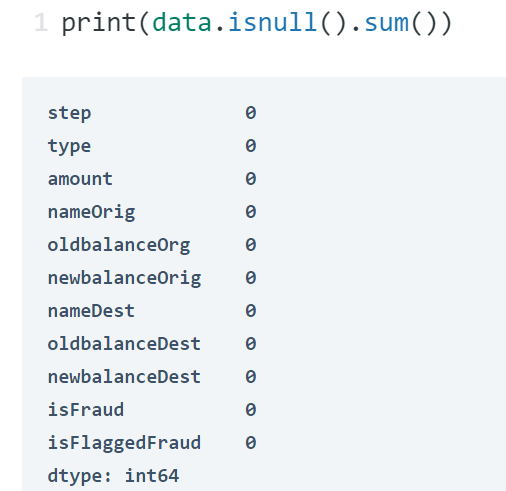 1 print(data.isnull().sum())
step 0
type 0
amount 0
nameOrig 0
oldbalanceOrg 0
newbalanceOrig 0
nameDest 0
oldbalanceDest 0
newbalanceDest 0
isFraud 0
isFlaggedFraud 0
dtype: int64